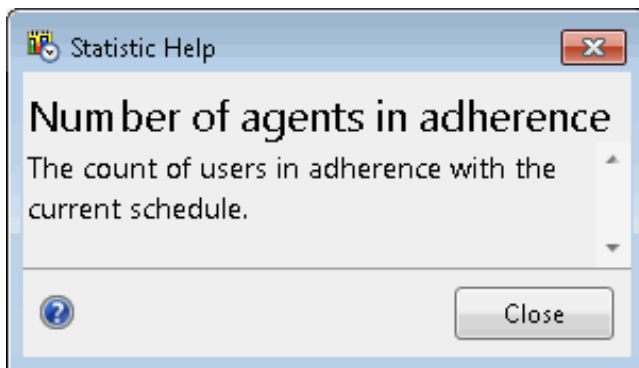 Statistic Help
Number of agents in adherence
The count of users in adherence with the
current schedule.
Close